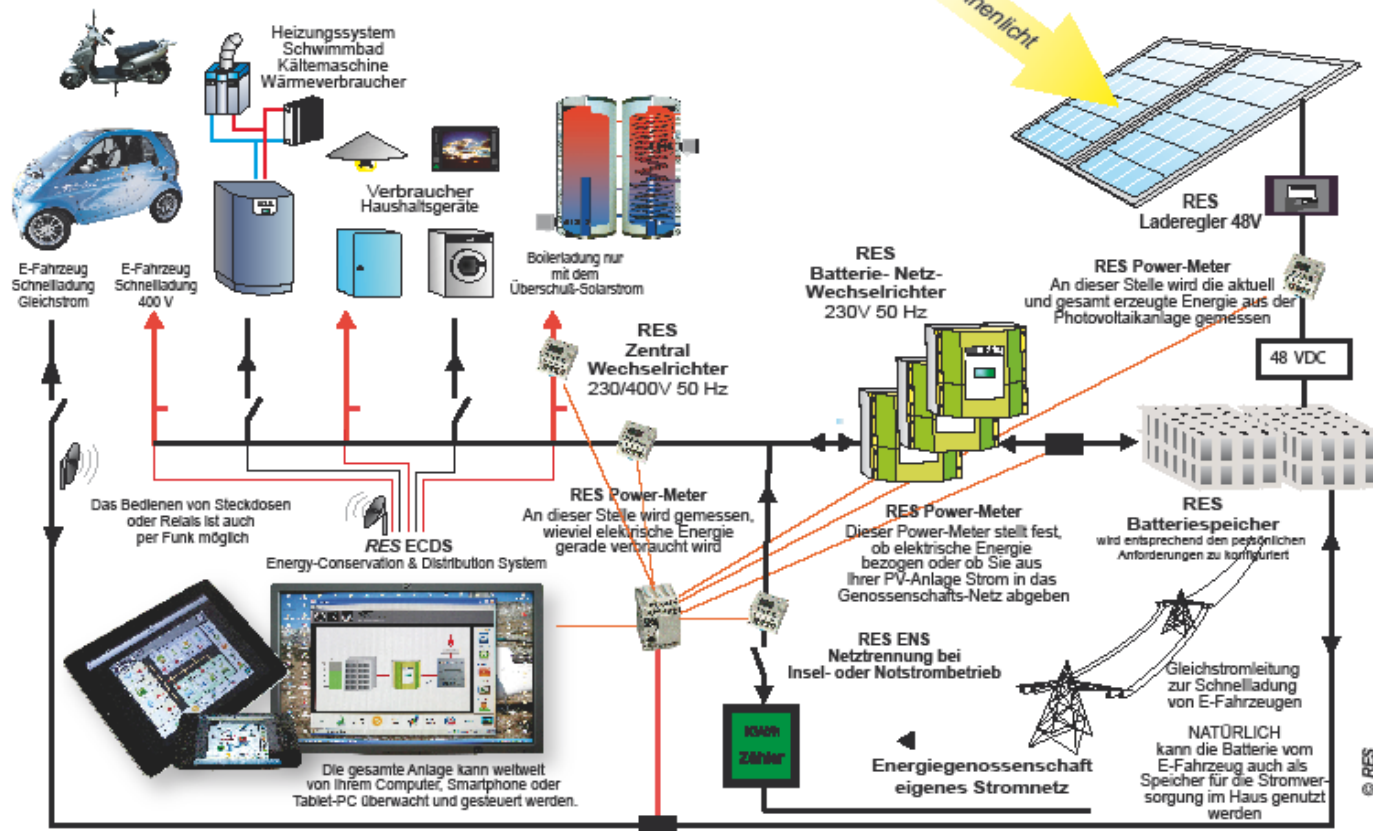 Heizungssystem
Schwimmbad
Kältemaschine
Wärmeverbraucher
Verbraucher
Haushaltsgeräte
E-Fahrzeug
Schnellladung
Gleichstrom
E-Fahrzeug
Schnellladung
400 V
Boilerladung nur
mit dem
Überschuß-Solarstrom
RES
Laderegler 48V
RES
Batterie- Netz-
Wechselrichter
230V 50 Hz
RES Power-Meter
An dieser Stelle wird die aktuell
und gesamt erzeugte Energie aus der
Photovoltaikanlage gemessen
RES
Zentral
Wechselrichter
230/400V 50 Hz
48 VDC
Das Bedienen von Steckdosen
oder Relais ist auch
per Funk möglich
RES ECDS
Energy-Conservation & Distribution System
RES Power-Meter
An dieser Stelle wird gemessen,
wieviel elektrische Energie
gerade verbraucht wird
RES Power-Meter
Dieser Power-Meter stellt fest,
ob elektrische Energie
bezogen oder ob Sie aus
Ihrer PV-Anlage Strom in das
Genossenschafts-Netz abgeben
RES
Batteriespeicher
wird entsprechend den persönlichen
Anforderungen zu konfiguriert
RES ENS
Netztrennung bei
Insel- oder Notstrombetrieb
Zähler
Energiegenossenschaft
eigenes Stromnetz
Gleichstromleitung
zur Schnellladung
von E-Fahrzeugen
NATÜRLICH
kann die Batterie vom
E-Fahrzeug auch als
Speicher für die Stromver-
sorgung im Haus genutzt
werden
Die gesamte Anlage kann weltweit
von Ihrem Computer, Smartphone oder
Tablet-PC überwacht und gesteuert werden.
© RES